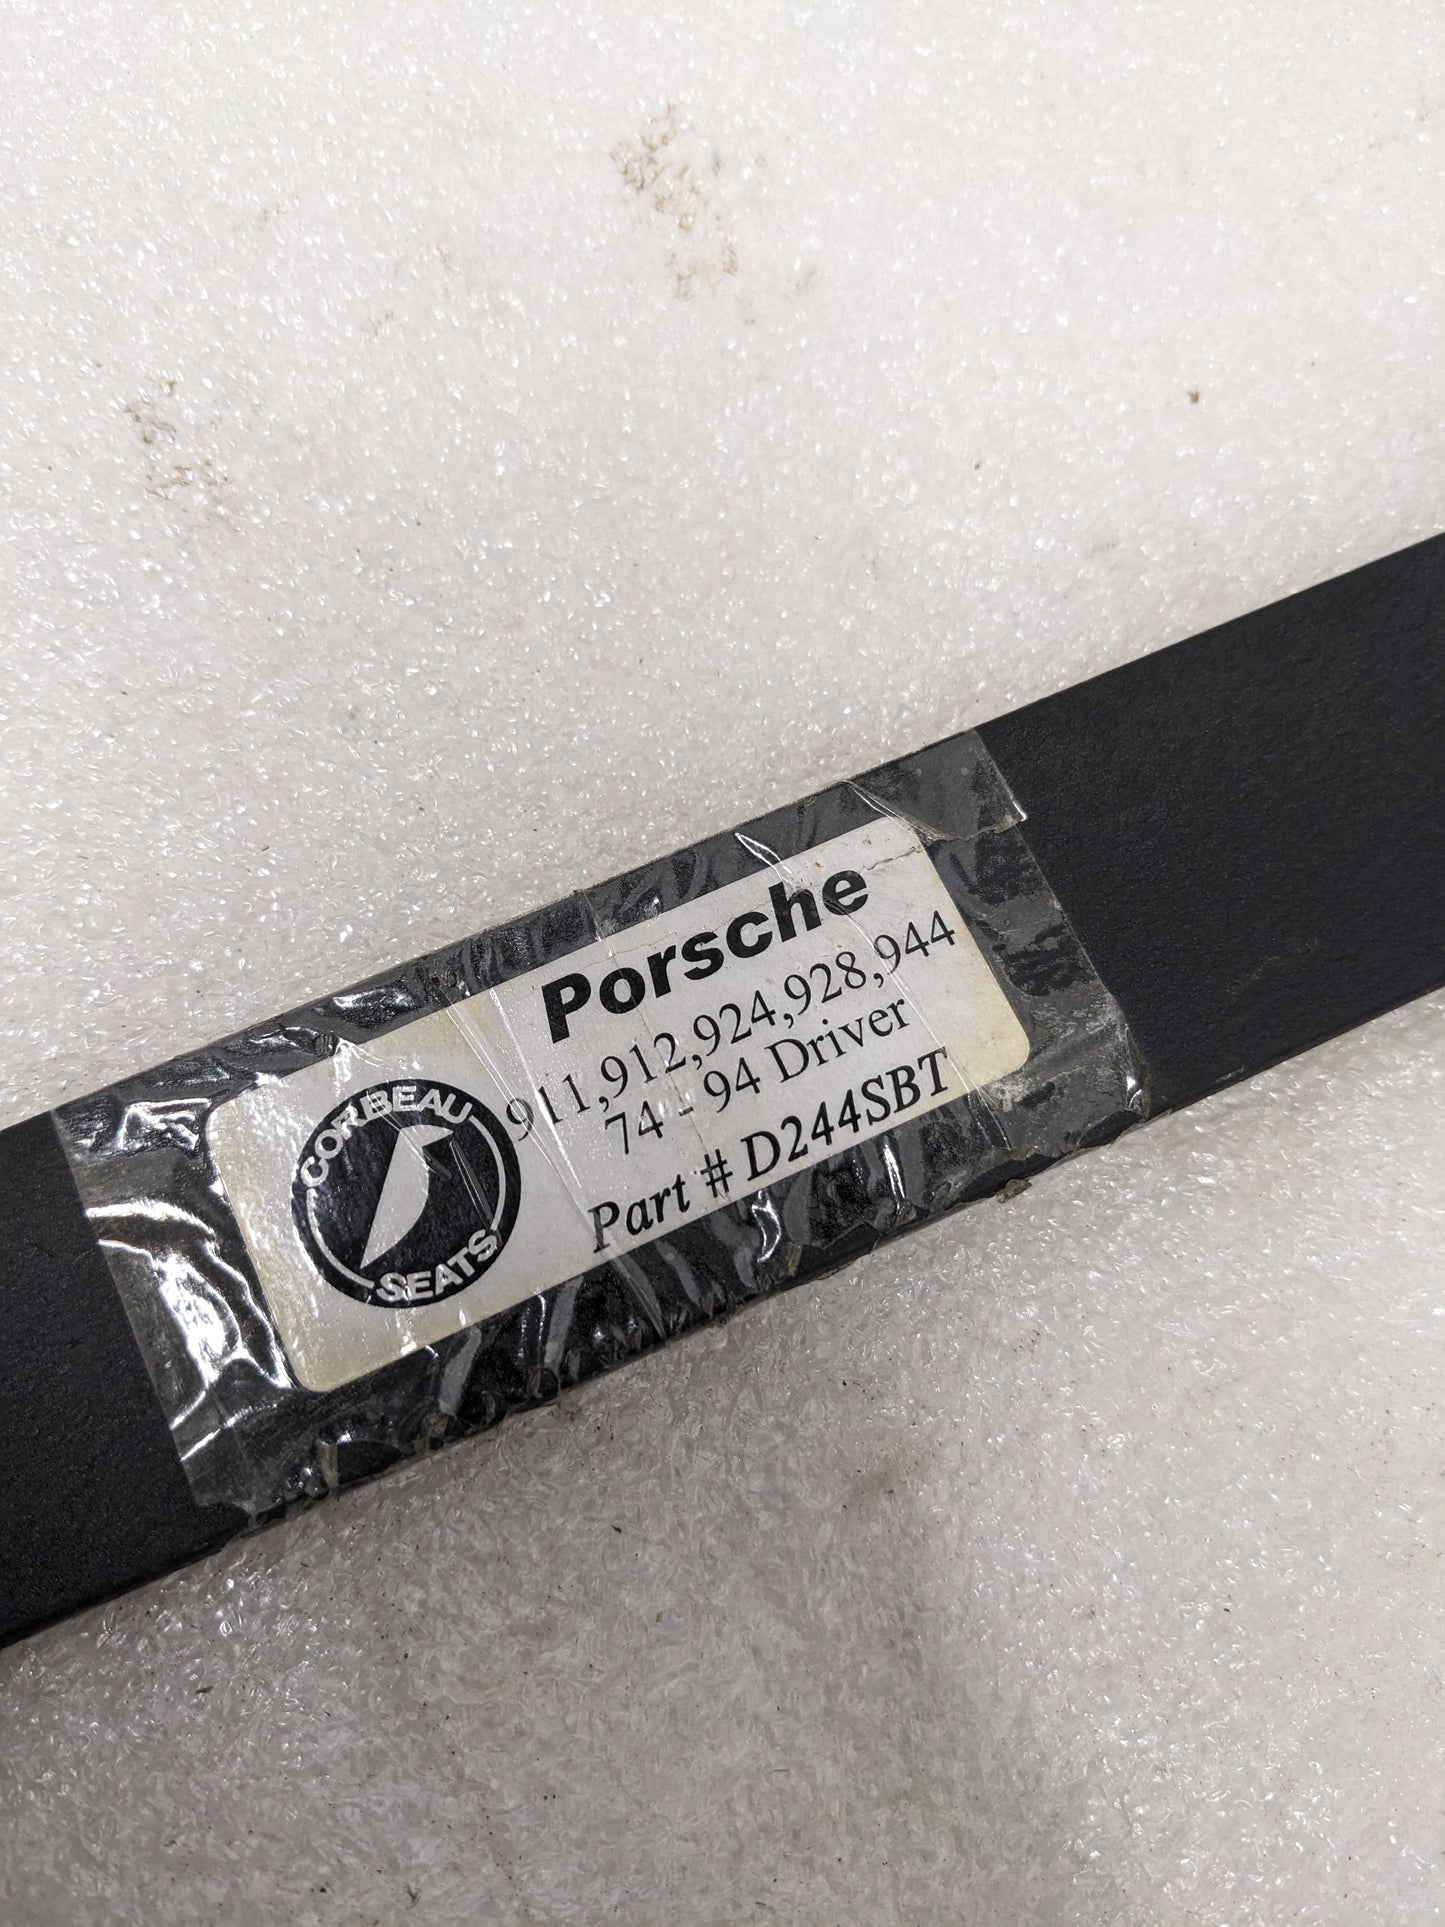 Porsche
911,912,924,928,944
74 - 94 Driver
Part # D244SBT
CORBEAU
SEATS